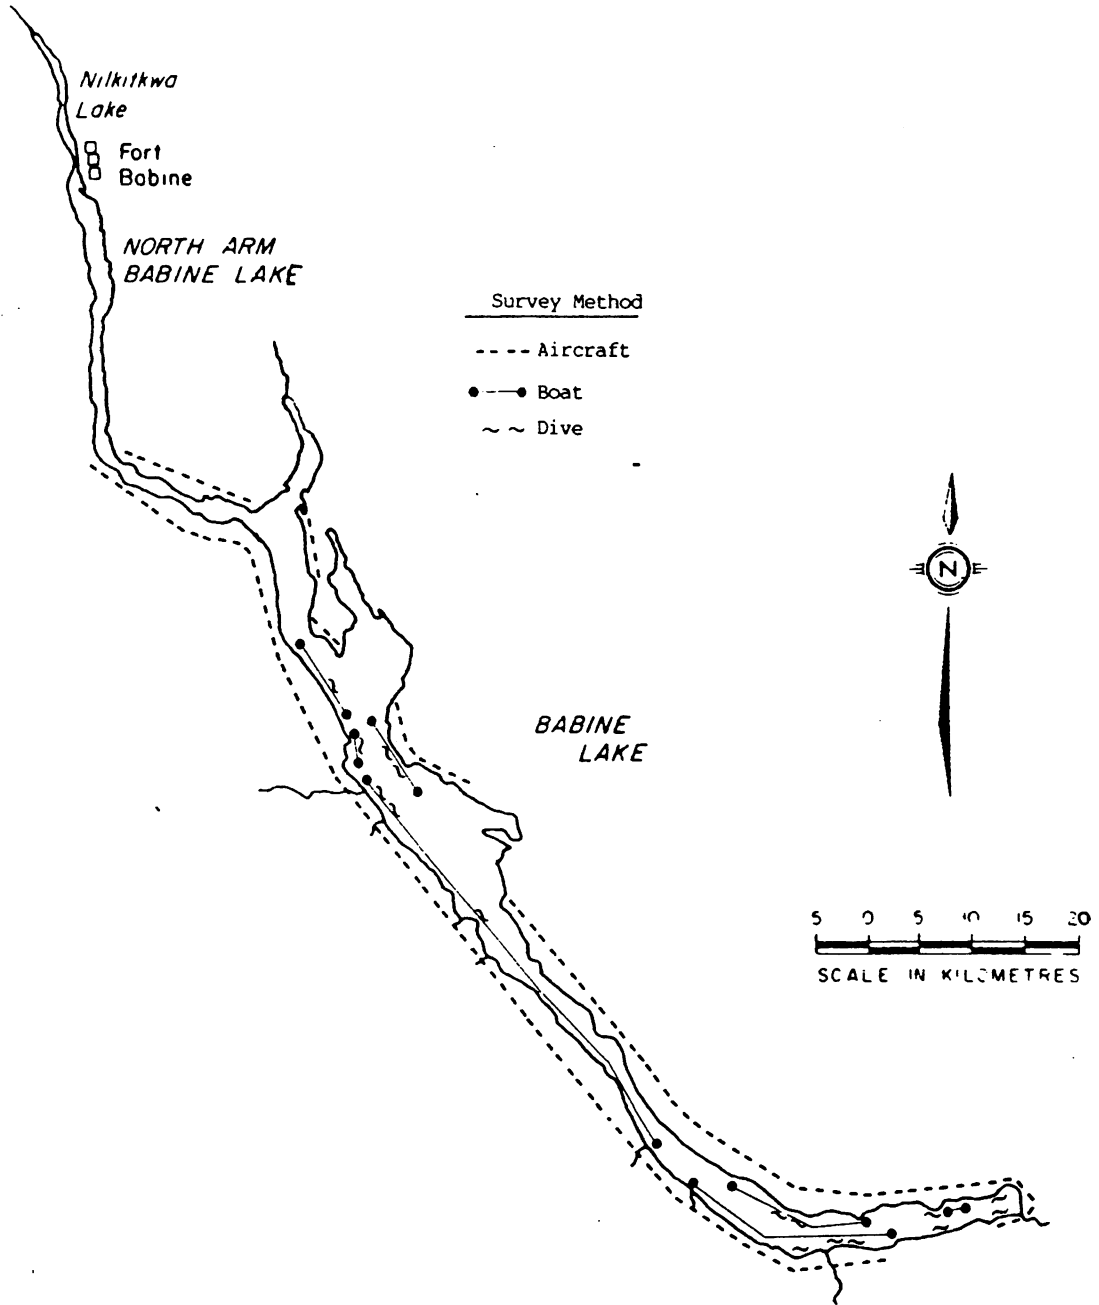 Nilkitkwa
Lake
Fort
Babine
NORTH ARM
BABINE LAKE
Survey Method
Aircraft
Boat
Dive
N
BABINE
LAKE
5 0 5 10 15 20
SCALE IN KILOMETRES